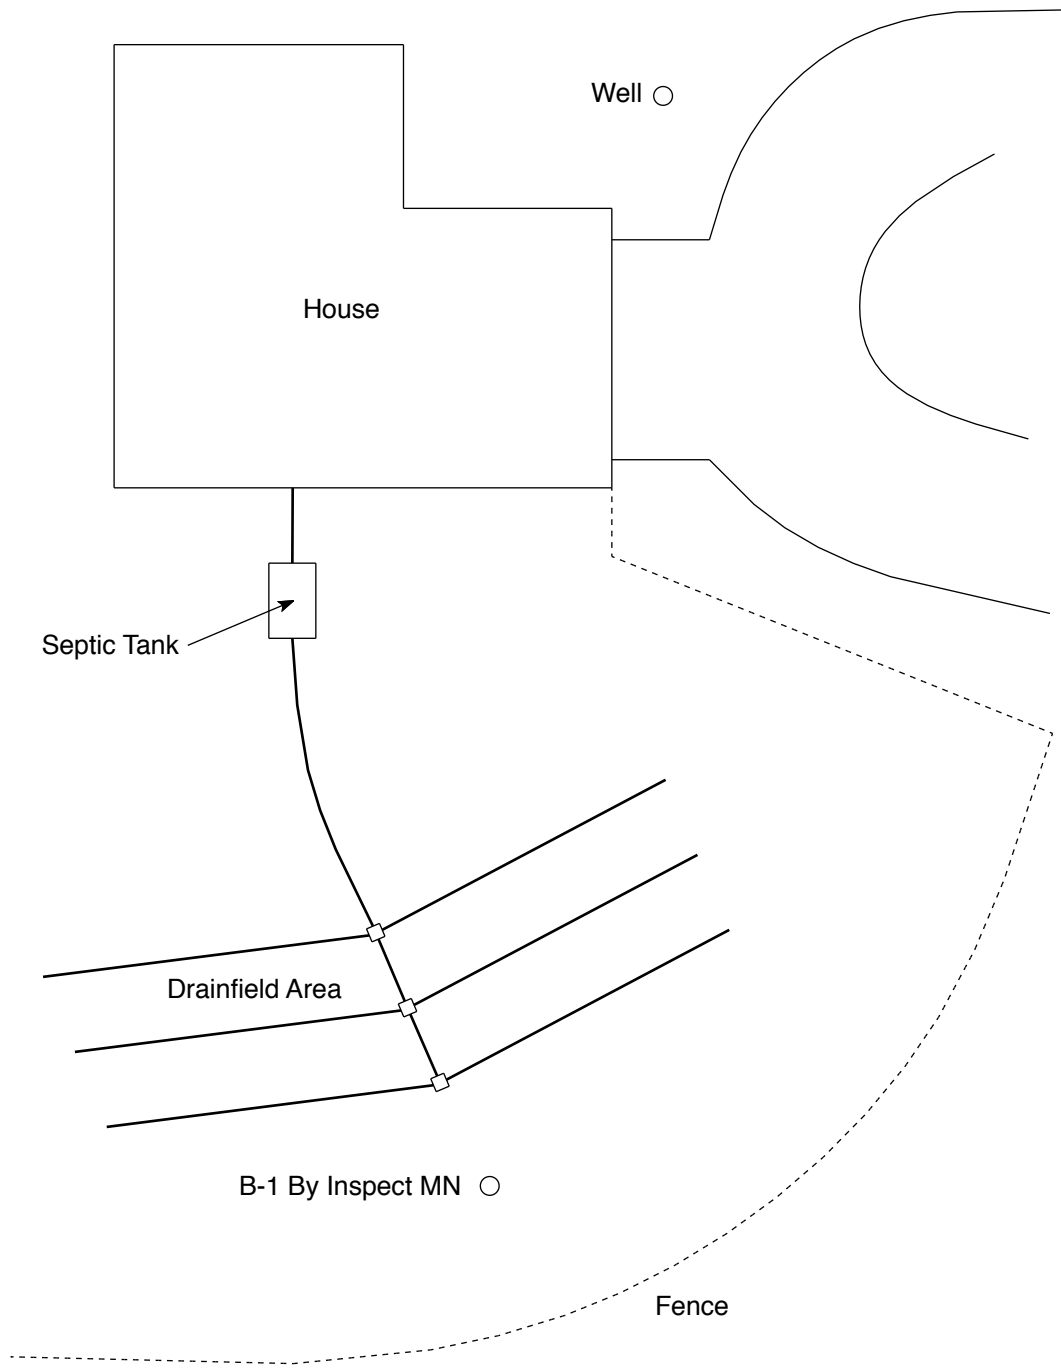 Well
House
Septic Tank
Drainfield Area
B-1 By Inspect MN
Fence